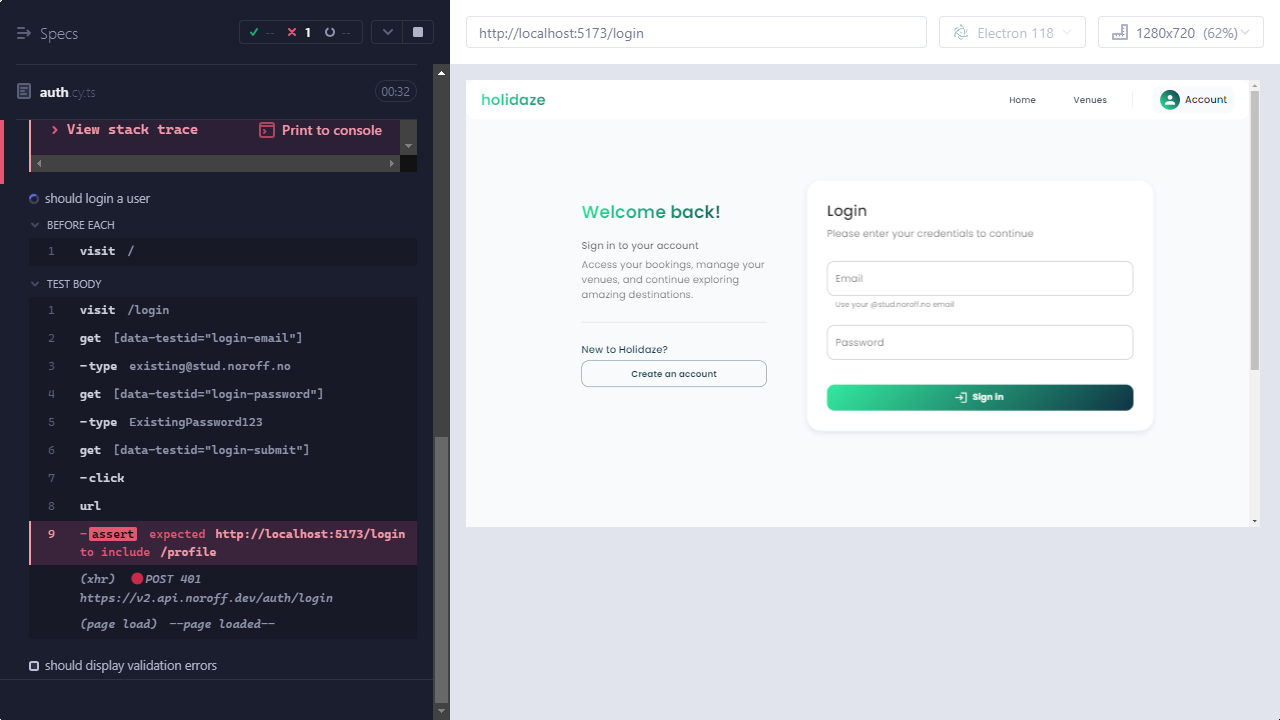 Specs
-- 1 --
auth.cy.ts
00:32
View stack trace
Print to console
should login a user
BEFORE EACH
1 visit /
TEST BODY
1 visit /login
2 get [data-testid="login-email"]
3 -type existing@stud.noroff.no
4 get [data-testid="login-password"]
5 -type ExistingPassword123
6 get [data-testid="login-submit"]
7 -click
8 url
9 -assert expected http://localhost:5173/login
to include /profile
(xhr) POST 401
https://v2.api.noroff.dev/auth/login
(page load) --page loaded--
should display validation errors
http://localhost:5173/login
Electron 118
1280x720 (62%)
holidaze
Home
Venues
Account
Welcome back!
Sign in to your account
Access your bookings, manage your
venues, and continue exploring
amazing destinations.
New to Holidaze?
Create an account
Login
Please enter your credentials to continue
Email
Use your @stud.noroff.no email
Password
Sign in